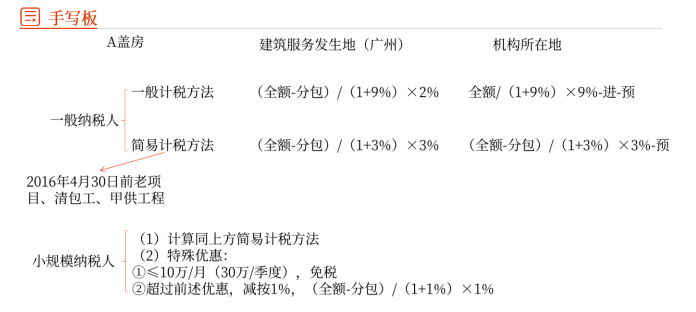 手写板
A盖房 建筑服务发生地（广州） 机构所在地
一般计税方法 （全额-分包）/（1+9%）×2% 全额/（1+9%）×9%-进-预
一般纳税人
简易计税方法 （全额-分包）/（1+3%）×3% （全额-分包）/（1+3%）×3%-预
2016年4月30日前老项
目、清包工、甲供工程
（1）计算同上方简易计税方法
（2）特殊优惠：
小规模纳税人
①≤10万/月（30万/季度），免税
②超过前述优惠，减按1%，（全额-分包）/（1+1%）×1%